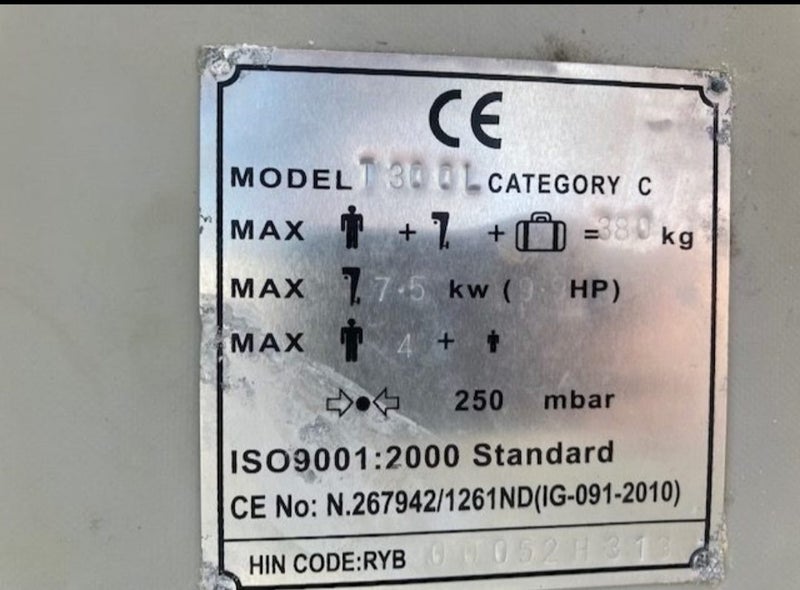 CE
MODEL T300L CATEGORY C
MAX + + =380 kg
MAX 7.5 kw ( HP)
MAX 4 +
250 mbar
ISO9001:2000 Standard
CE No: N.267942/1261ND(IG-091-2010)
HIN CODE:RYB